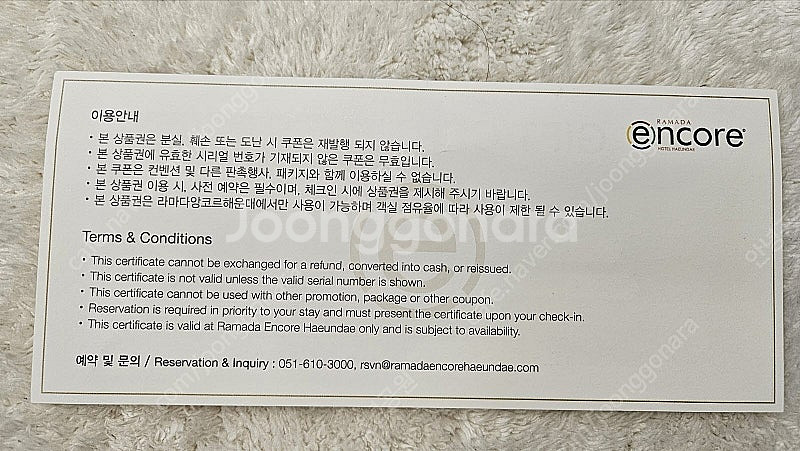 이용안내
RAMADA
encore
HOTEL HAEUNDAE
• 본 상품권은 분실, 훼손 또는 도난 시 쿠폰은 재발행 되지 않습니다.
• 본 상품권에 유효한 시리얼 번호가 기재되지 않은 쿠폰은 무효입니다.
• 본 쿠폰은 컨벤션 및 다른 판촉행사, 패키지와 함께 이용하실 수 없습니다.
• 본 상품권 이용 시, 사전 예약은 필수이며, 체크인 시에 상품권을 제시해 주시기 바랍니다.
• 본 상품권은 라마다앙코르해운대에서만 사용이 가능하며 객실 점유율에 따라 사용이 제한 될 수 있습니다.
Joonggonara
Terms & Conditions
• This certificate cannot be exchanged for a refund, converted into cash, or reissued.
• This certificate is not valid unless the valid serial number is shown.
• This certificate cannot be used with other promotion, package or other coupon.
• Reservation is required in priority to your stay and must present the certificate upon your check-in.
• This certificate is valid at Ramada Encore Haeundae only and is subject to availability.
예약 및 문의 / Reservation & Inquiry : 051-610-3000, rsvn@ramadaencorehaeundae.com